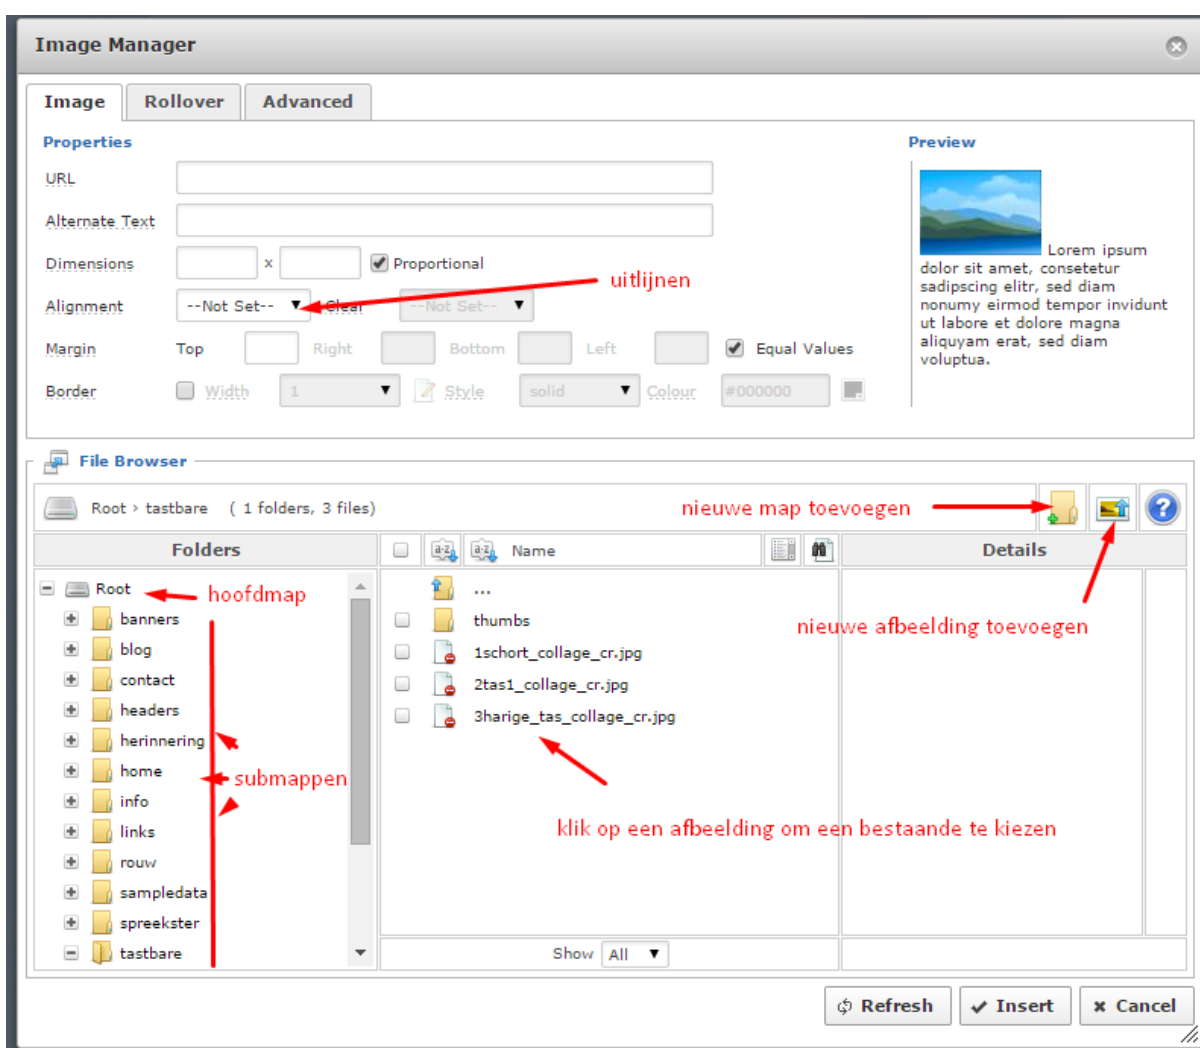 Image Manager
Image Rollover Advanced
Properties
Preview
URL
Alternate Text
Dimensions x Proportional
uitlijnen
Alignment --Not Set-- Clear --Not Set--
Margin Top Right Bottom Left Equal Values
Border Width 1 Style solid Colour #000000
Lorem ipsum
dolor sit amet, consetetur
sadipscing elitr, sed diam
nonumy eirmod tempor invidunt
ut labore et dolore magna
aliquyam erat, sed diam
voluptua.
File Browser
Root › tastbare ( 1 folders, 3 files)
nieuwe map toevoegen
Folders
a-z a-z Name
Details
Root
hoofdmap
banners
blog
contact
headers
herinnering
home
submappen
info
links
rouw
sampledata
spreekster
tastbare
...
thumbs
1schort_collage_cr.jpg
2tas1_collage_cr.jpg
3harige_tas_collage_cr.jpg
nieuwe afbeelding toevoegen
klik op een afbeelding om een bestaande te kiezen
Show All
Refresh Insert Cancel